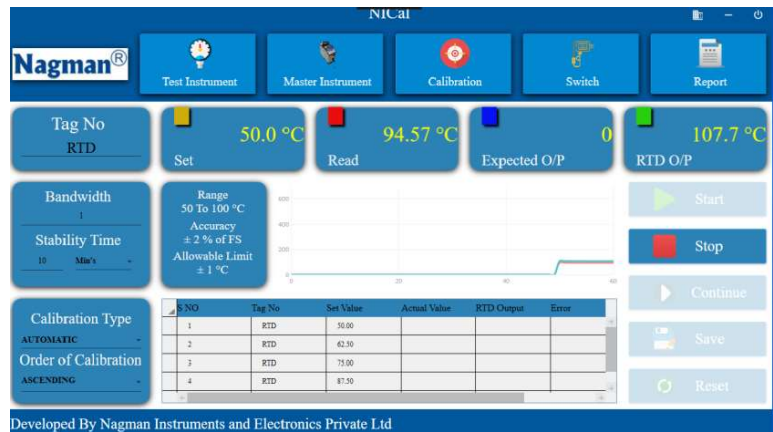 NICal
Nagman®
Test Instrument
Master Instrument
Calibration
Switch
Report
Tag No
RTD
50.0 °C
Set
94.57 °C
Read
0
Expected O/P
107.7 °C
RTD O/P
Bandwidth
1
Stability Time
10 Min's
Range
50 To 100 °C
Accuracy
± 2 % of FS
Allowable Limit
± 1 °C
600
400
200
0
0 20 40 60
Start
Stop
Continue
Save
Reset
Calibration Type
AUTOMATIC
Order of Calibration
ASCENDING
S NO Tag No Set Value Actual Value RTD Output Error
1 RTD 50.00
2 RTD 62.50
3 RTD 75.00
4 RTD 87.50
Developed By Nagman Instruments and Electronics Private Ltd